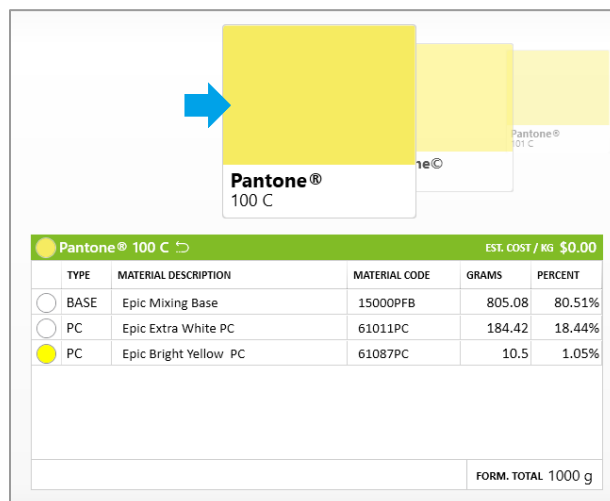 Pantone®
101 C
ne©
Pantone®
100 C
Pantone® 100 C EST. COST / KG $0.00
TYPE MATERIAL DESCRIPTION MATERIAL CODE GRAMS PERCENT
BASE Epic Mixing Base 15000PFB 805.08 80.51%
PC Epic Extra White PC 61011PC 184.42 18.44%
PC Epic Bright Yellow PC 61087PC 10.5 1.05%
FORM. TOTAL 1000 g